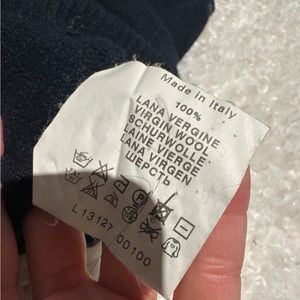 Made in Italy
100%
LANA VERGINE
VIRGIN WOOL
SCHURWOLLE
LAINE VIERGE
LANA VIRGEN
ШЕРСТЬ
L 13127 00100